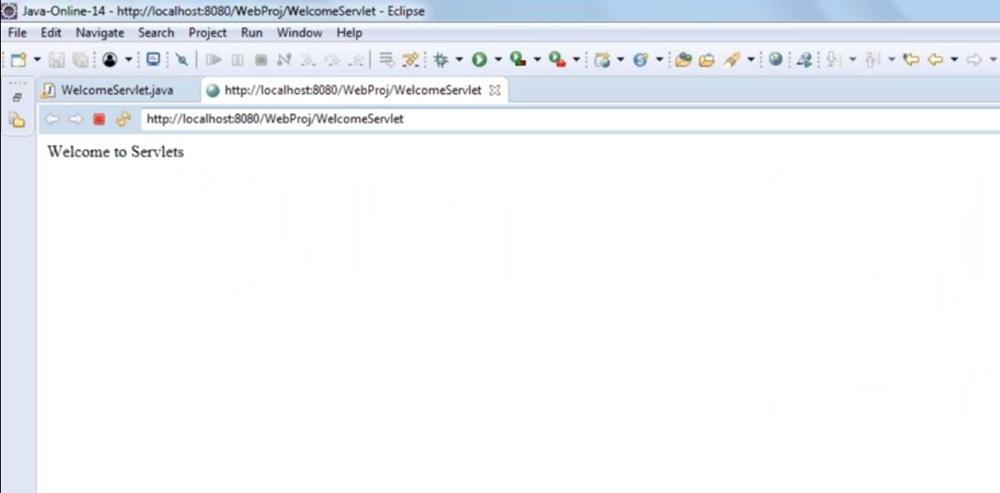 Java-Online-14 - http://localhost:8080/WebProj/WelcomeServlet - Eclipse
File Edit Navigate Search Project Run Window Help
WelcomeServlet.java http://localhost:8080/WebProj/WelcomeServlet
http://localhost:8080/WebProj/WelcomeServlet
Welcome to Servlets